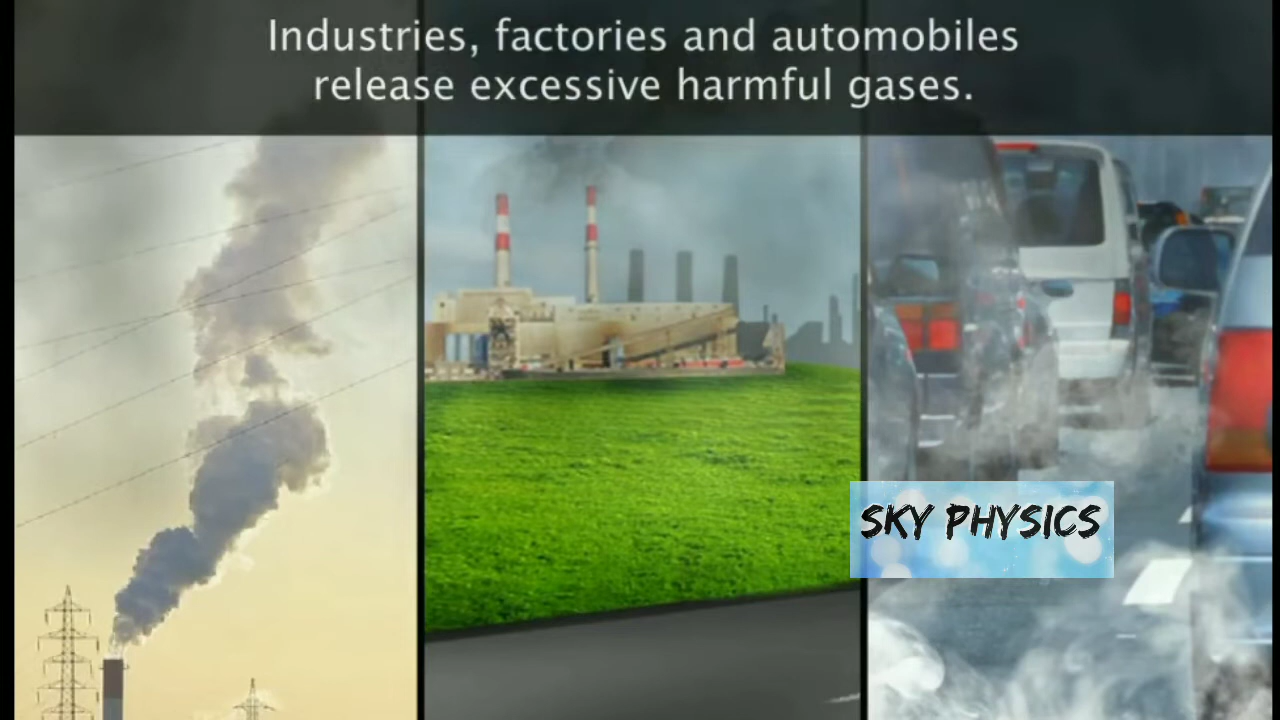 Industries, factories and automobiles
release excessive harmful gases.
SKY PHYSICS